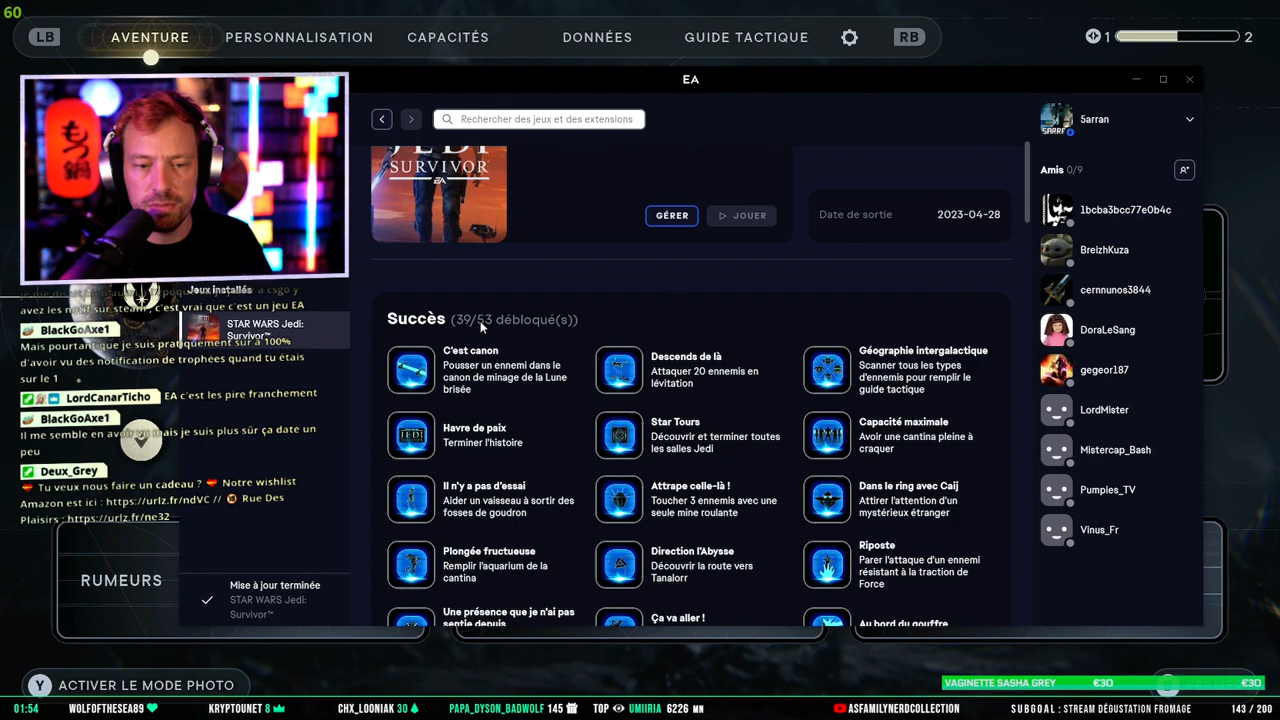 60
LB
AVENTURE
PERSONNALISATION
CAPACITÉS
DONNÉES
GUIDE TACTIQUE
RB
1
2
EA
Rechercher des jeux et des extensions
5arran
SURVIVOR
EA
GÉRER
JOUER
Date de sortie
2023-04-28
Amis 0/9
1bcba3bcc77e0b4c
BreizhKuza
cernnunos3844
DoraLeSang
gegeor187
LordMister
Mistercap_Bash
Pumpies_TV
Vinus_Fr
もつ鍋
Jeux installés
STAR WARS Jedi:
Survivor™
avez les notif sur steam, c'est vrai que c'est un jeu EA
BlackGoAxe1
Mais pourtant que je suis pratiquement sur à 100%
d'avoir vu des notification de trophées quand tu étais
sur le 1
LordCanarTicho EA c'est les pire franchement
BlackGoAxe1
Il me semble en avoir vu mais je suis plus sûr ça date un
peu
Deux_Grey
Tu veux nous faire un cadeau ? Notre wishlist
Amazon est ici : https://urlz.fr/ndVC // 🔞 Rue Des
Plaisirs : https://urlz.fr/ne32
Succès (39/53 débloqué(s))
C'est canon
Pousser un ennemi dans le
canon de minage de la Lune
brisée
Descends de là
Attaquer 20 ennemis en
lévitation
Géographie intergalactique
Scanner tous les types
d'ennemis pour remplir le
guide tactique
Havre de paix
Terminer l'histoire
Star Tours
Découvrir et terminer toutes
les salles Jedi
Capacité maximale
Avoir une cantina pleine à
craquer
Il n'y a pas d'essai
Aider un vaisseau à sortir des
fosses de goudron
Attrape celle-là !
Toucher 3 ennemis avec une
seule mine roulante
Dans le ring avec Caij
Attirer l'attention d'un
mystérieux étranger
Plongée fructueuse
Remplir l'aquarium de la
cantina
Direction l'Abysse
Découvrir la route vers
Tanalorr
Riposte
Parer l'attaque d'un ennemi
résistant à la traction de
Force
Une présence que je n'ai pas
sentie depuis
Ça va aller !
Au bord du gouffre
RUMEURS
Mise à jour terminée
STAR WARS Jedi:
Survivor™
Y ACTIVER LE MODE PHOTO
VAGINETTE SASHA GREY €30 €30
01:54
WOLFOFTHESEA89
KRYPTOUNET 8
CHX_LOONIAK 30
PAPA_DYSON_BADWOLF 145
TOP UMIIRIA 6226 MN
ASFAMILYNERDCOLLECTION
SUBGOAL : STREAM DÉGUSTATION FROMAGE 143 / 200